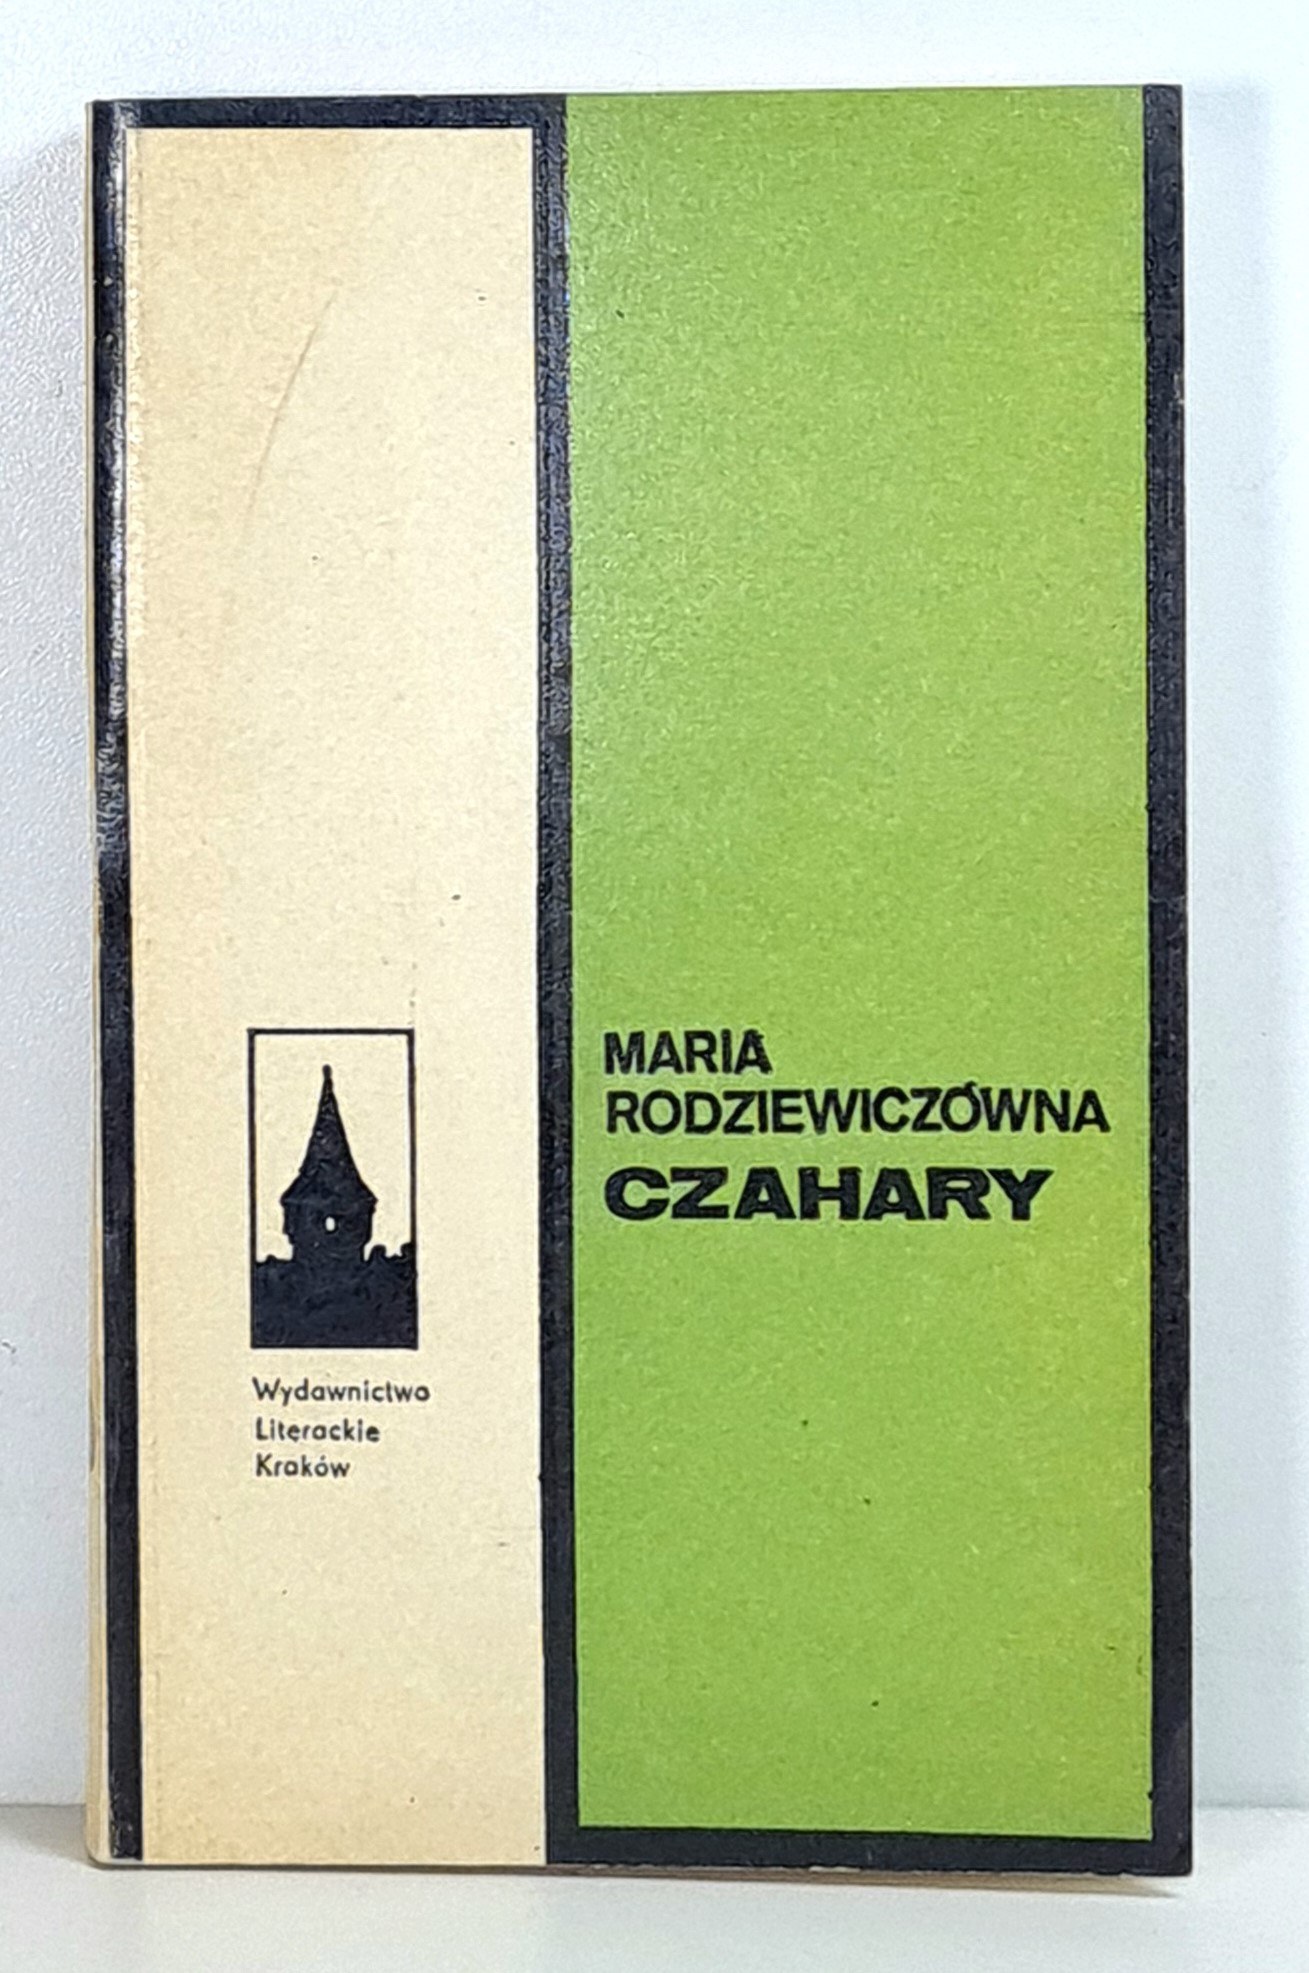 MARIA
RODZIEWICZÓWNA
CZAHARY
Wydawnictwo
Literackie
Kraków